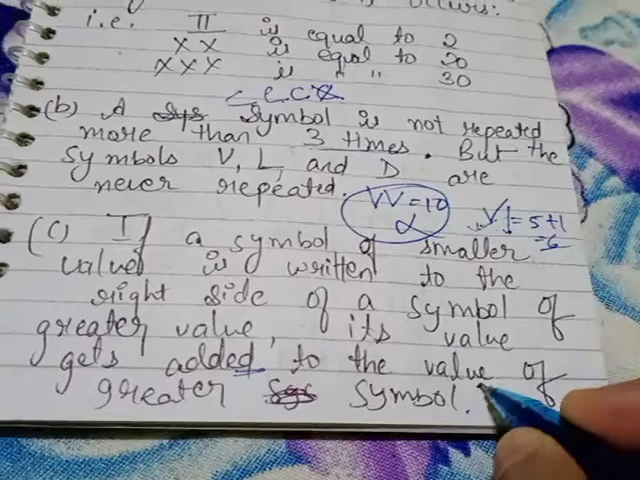 occurs:
i.e. II is equal to 2
XX is equal to 20
XXX is " " 30
(b) A symbol is not repeated
more than 3 times. But the
symbols V, L, and D are
never repeated.
VV=10
VI=5+1
=6
(c) If a symbol of smaller
value is written to the
right side of a symbol of
greater value, its value
gets added to the value of
greater symbol.